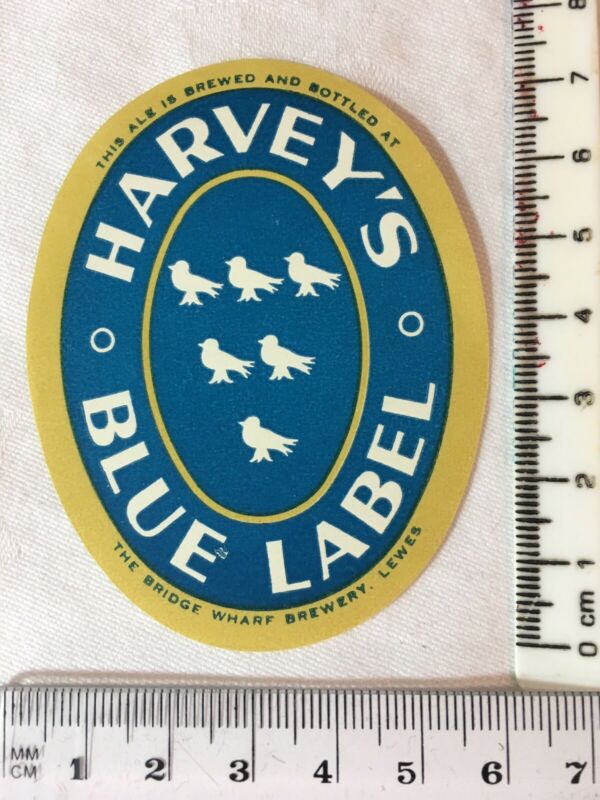 THIS ALE IS BREWED AND BOTTLED AT
HARVEY'S
BLUE LABEL
THE BRIDGE WHARF BREWERY. LEWES
8
7
6
5
4
3
2
1
0 cm
MM
CM
1 2 3 4 5 6 7